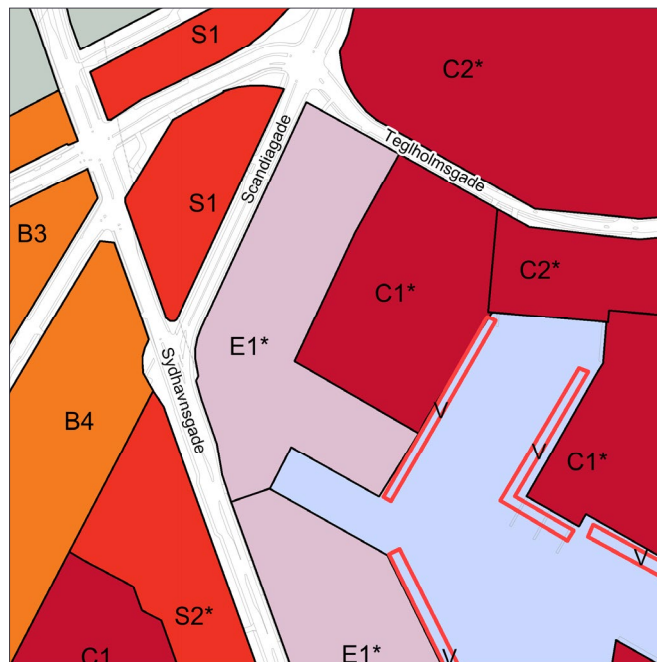 S1
C2*
Teglholmsgade
Scandiagade
S1
B3
C2*
C1*
E1*
Sydhavnsgade
V
B4
V
C1*
V
S2*
C1
E1*
V